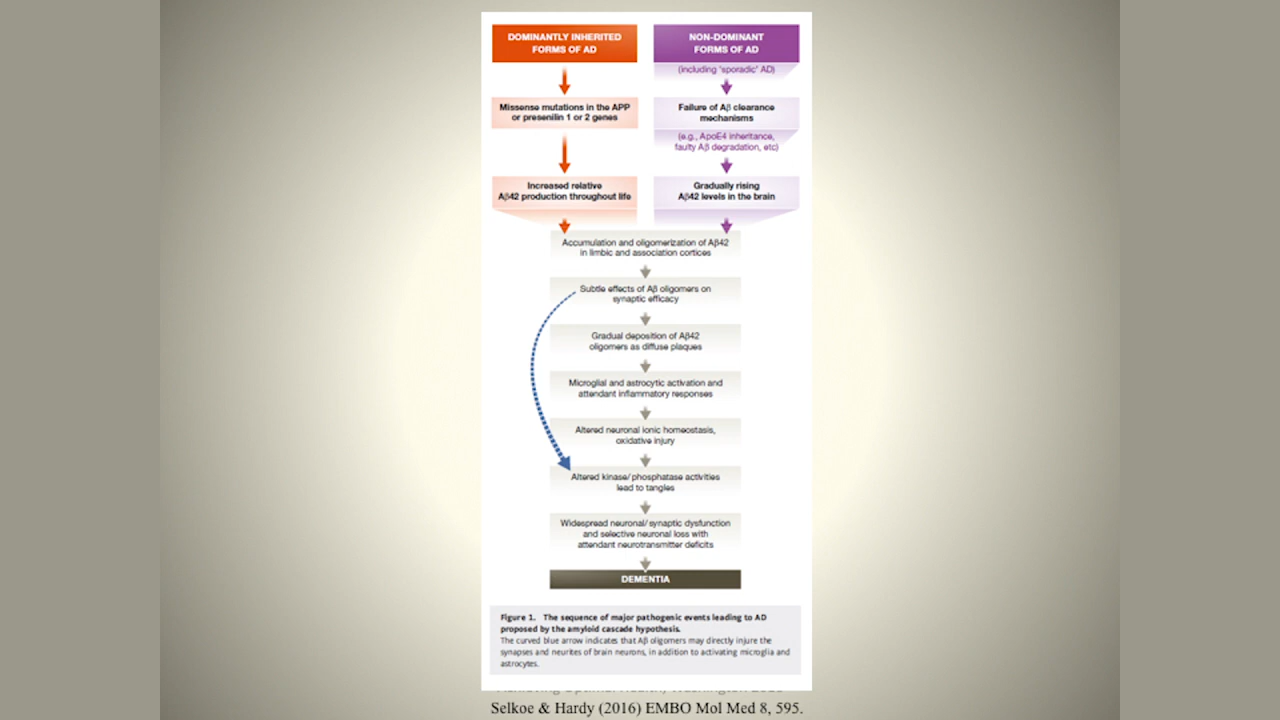 DOMINANTLY INHERITED
FORMS OF AD
NON-DOMINANT
FORMS OF AD
(including 'sporadic' AD)
Missense mutations in the APP
or presenilin 1 or 2 genes
Failure of Aβ clearance
mechanisms
(e.g., ApoE4 inheritance,
faulty Aβ degradation, etc)
Increased relative
Aβ42 production throughout life
Gradually rising
Aβ42 levels in the brain
Accumulation and oligomerization of Aβ42
in limbic and association cortices
Subtle effects of Aβ oligomers on
synaptic efficacy
Gradual deposition of Aβ42
oligomers as diffuse plaques
Microglial and astrocytic activation and
attendant inflammatory responses
Altered neuronal ionic homeostasis,
oxidative injury
Altered kinase/phosphatase activities
lead to tangles
Widespread neuronal/synaptic dysfunction
and selective neuronal loss with
attendant neurotransmitter deficits
DEMENTIA
Figure 1. The sequence of major pathogenic events leading to AD
proposed by the amyloid cascade hypothesis.
The curved blue arrow indicates that Aβ oligomers may directly injure the
synapses and neurites of brain neurons, in addition to activating microglia and
astrocytes.
Selkoe & Hardy (2016) EMBO Mol Med 8, 595.